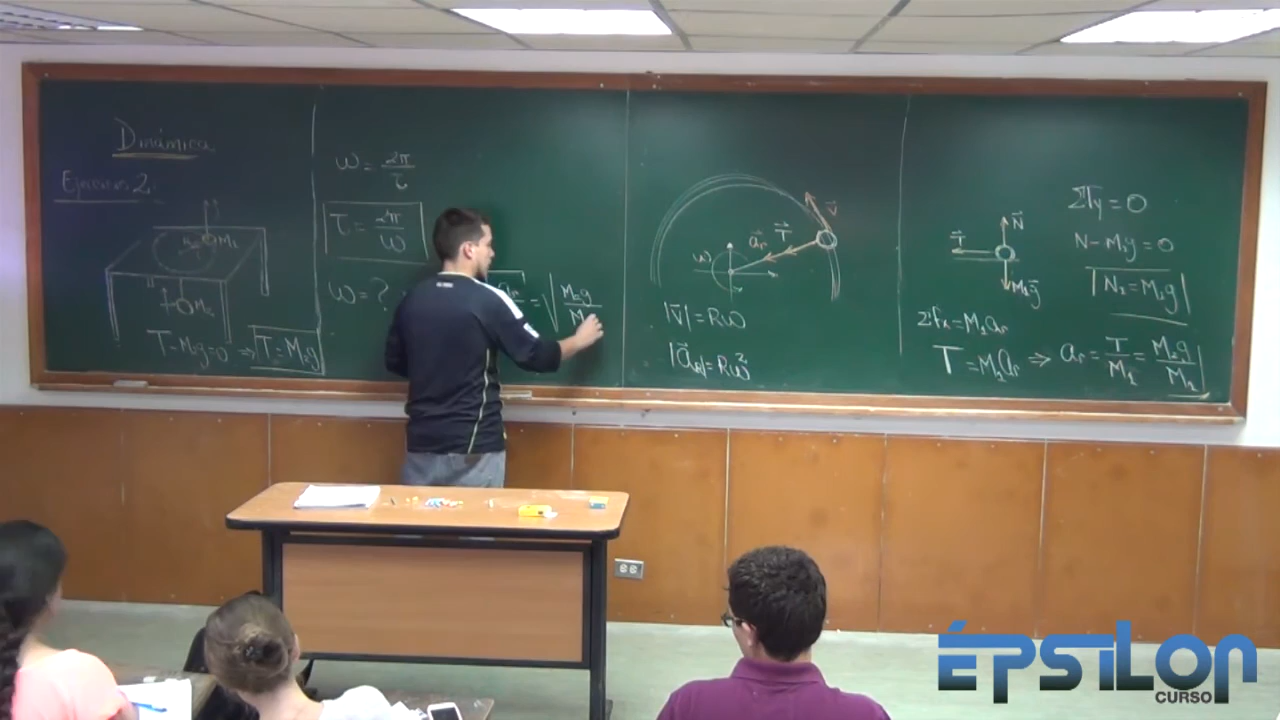 Dinámica
Ejercicio 2.
M₁
M₂
T-M₂g=0 ⇒ T=M₂g
ω = 2π/τ
τ = 2π/ω
ω = ?
= √ M₂g
v⃗
T⃗
a⃗r
ω
|v⃗| = Rω
|a⃗r| = Rω²
N⃗
T⃗
M₁g⃗
ΣFx = M₁ar
T = M₁ar ⇒ ar = T/M₁ = M₂g/M₁
ΣFy = 0
N - M₁g = 0
N₁ = M₁g
ÉPSILON
CURSO